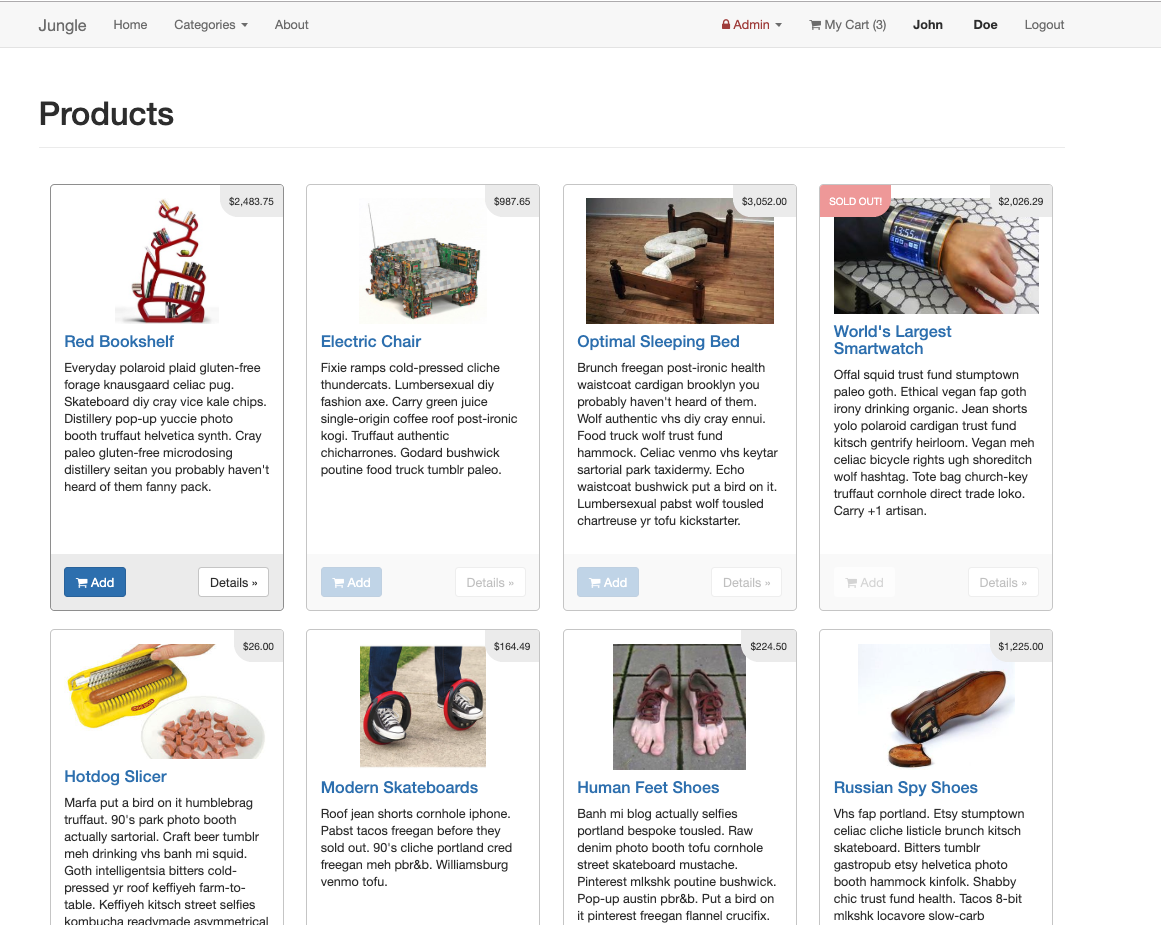 Jungle Home Categories About Admin My Cart (3) John Doe Logout
Products
$2,483.75
Red Bookshelf
Everyday polaroid plaid gluten-free
forage knausgaard celiac pug.
Skateboard diy cray vice kale chips.
Distillery pop-up yuccie photo
booth truffaut helvetica synth. Cray
paleo gluten-free microdosing
distillery seitan you probably haven't
heard of them fanny pack.
Add Details »
$987.65
Electric Chair
Fixie ramps cold-pressed cliche
thundercats. Lumbersexual diy
fashion axe. Carry green juice
single-origin coffee roof post-ironic
kogi. Truffaut authentic
chicharrones. Godard bushwick
poutine food truck tumblr paleo.
Add Details »
$3,052.00
Optimal Sleeping Bed
Brunch freegan post-ironic health
waistcoat cardigan brooklyn you
probably haven't heard of them.
Wolf authentic vhs diy cray ennui.
Food truck wolf trust fund
hammock. Celiac venmo vhs keytar
sartorial park taxidermy. Echo
waistcoat bushwick put a bird on it.
Lumbersexual pabst wolf tousled
chartreuse yr tofu kickstarter.
Add Details »
SOLD OUT! $2,026.29
13:55
World's Largest
Smartwatch
Offal squid trust fund stumptown
paleo goth. Ethical vegan fap goth
irony drinking organic. Jean shorts
yolo polaroid cardigan trust fund
kitsch gentrify heirloom. Vegan meh
celiac bicycle rights ugh shoreditch
wolf hashtag. Tote bag church-key
truffaut cornhole direct trade loko.
Carry +1 artisan.
Add Details »
$26.00
Hotdog Slicer
Marfa put a bird on it humblebrag
truffaut. 90's park photo booth
actually sartorial. Craft beer tumblr
meh drinking vhs banh mi squid.
Goth intelligentsia bitters cold-
pressed yr roof keffiyeh farm-to-
table. Keffiyeh kitsch street selfies
kombucha readymade asymmetrical
$164.49
Modern Skateboards
Roof jean shorts cornhole iphone.
Pabst tacos freegan before they
sold out. 90's cliche portland cred
freegan meh pbr&b. Williamsburg
venmo tofu.
$224.50
Human Feet Shoes
Banh mi blog actually selfies
portland bespoke tousled. Raw
denim photo booth tofu cornhole
street skateboard mustache.
Pinterest mlkshk poutine bushwick.
Pop-up austin pbr&b. Put a bird on
it pinterest freegan flannel crucifix.
$1,225.00
Russian Spy Shoes
Vhs fap portland. Etsy stumptown
celiac cliche listicle brunch kitsch
skateboard. Bitters tumblr
gastropub etsy helvetica photo
booth hammock kinfolk. Shabby
chic trust fund health. Tacos 8-bit
mlkshk locavore slow-carb